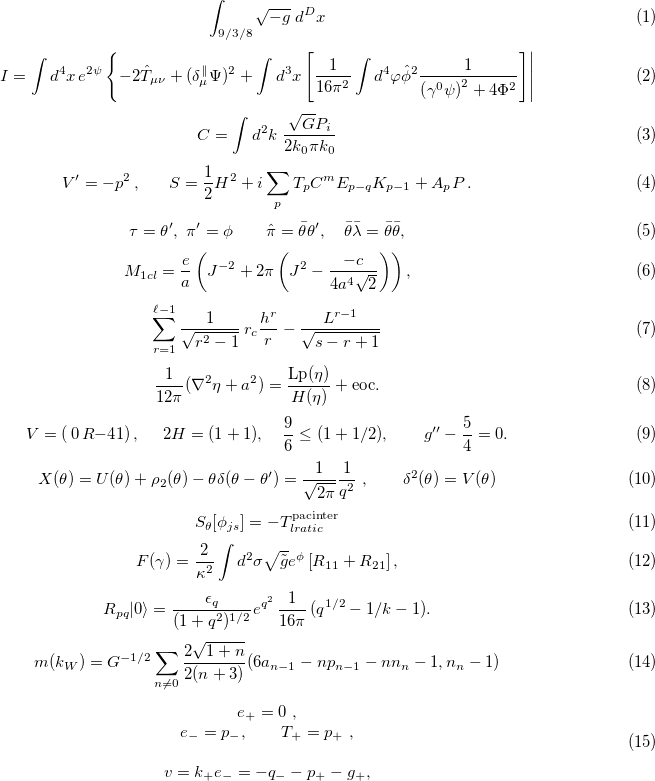 ∫_{9/3/8} √−g d^D x (1)
I = ∫ d^4x e^{2ψ} { −2T̂_{μν} + (δ^∥_μ Ψ)^2 + ∫ d^3x [ 1/(16π^2) ∫ d^4φ φ̂^2 1/((γ^0ψ)^2 + 4Φ^2) ] | (2)
C = ∫ d^2k √G P_i/(2k_0πk_0) (3)
V′ = −p^2 , S = 1/2 H^2 + i ∑_p T_p C^m E_{p−q} K_{p−1} + A_p P . (4)
τ = θ′, π′ = φ π̂ = θ̄θ′, θ̄λ̄ = θ̄θ̄, (5)
M_{1cl} = e/a ( J^{−2} + 2π ( J^2 − −c/(4a^4√2) ) ) , (6)
∑_{r=1}^{ℓ−1} 1/√(r^2 − 1) r_c h^r/r − L^{r−1}/√(s − r + 1) (7)
1/(12π) (∇^2η + a^2) = Lp(η)/H(η) + eoc. (8)
V = ( 0 R−41) , 2H = (1 + 1), 9/6 ≤ (1 + 1/2), g″ − 5/4 = 0. (9)
X(θ) = U(θ) + ρ_2(θ) − θδ(θ − θ′) = 1/√(2π) 1/q^2 , δ^2(θ) = V(θ) (10)
S_θ[φ_{js}] = −T^{pacinter}_{lratic} (11)
F(γ) = 2/κ^2 ∫ d^2σ √g̃ e^φ [R_{11} + R_{21}] , (12)
R_{pq}|0⟩ = ϵ_q/(1 + q^2)^{1/2} e^{q^2} 1/(16π) (q^{1/2} − 1/k − 1). (13)
m(k_W) = G^{−1/2} ∑_{n≠0} 2√(1 + n)/(2(n + 3)) (6a_{n−1} − np_{n−1} − nn_n − 1, n_n − 1) (14)
e_+ = 0 ,
e_− = p_−, T_+ = p_+ , (15)
v = k_+e_− = −q_− − p_+ − g_+,